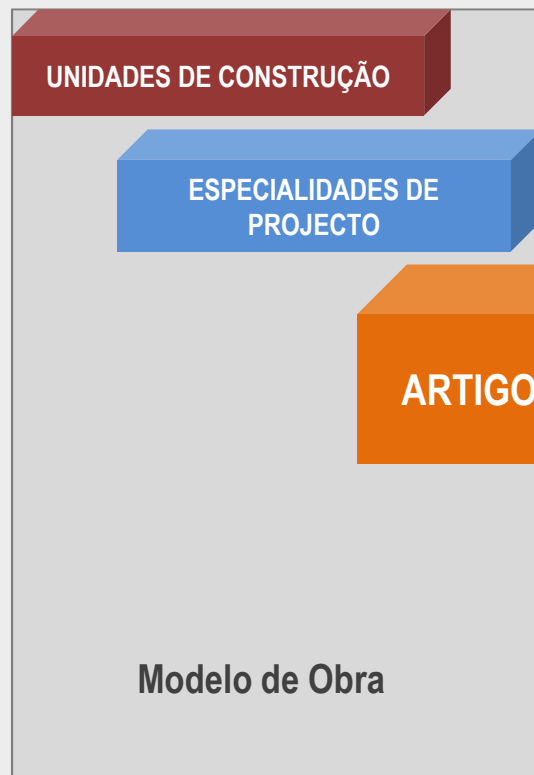 UNIDADES DE CONSTRUÇÃO
ESPECIALIDADES DE
PROJECTO
ARTIGO
Modelo de Obra